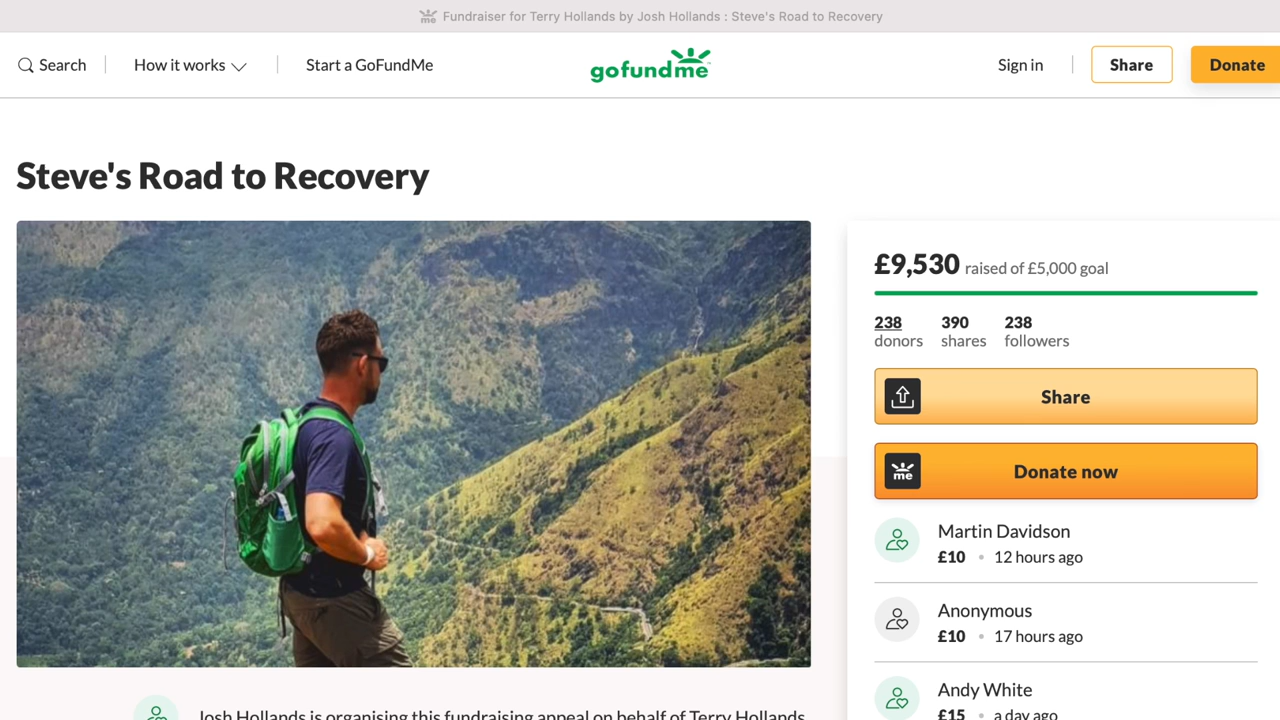 Fundraiser for Terry Hollands by Josh Hollands : Steve's Road to Recovery
Search
How it works
Start a GoFundMe
gofundme
Sign in
Share
Donate
Steve's Road to Recovery
£9,530 raised of £5,000 goal
238 donors
390 shares
238 followers
Share
me
Donate now
Martin Davidson
£10 • 12 hours ago
Anonymous
£10 • 17 hours ago
Andy White
£15 • a day ago
Josh Hollands is organising this fundraising appeal on behalf of Terry Hollands